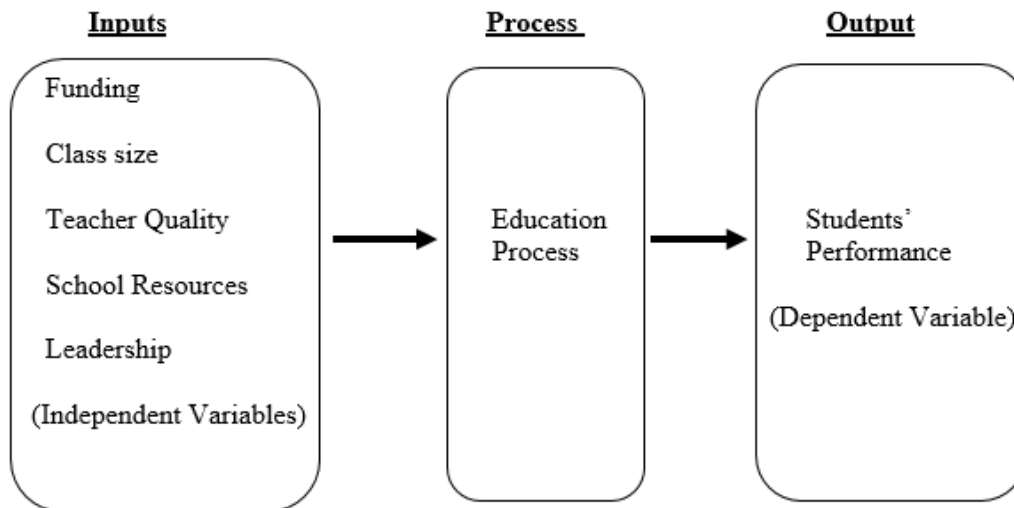 Inputs
Process
Output
Funding
Class size
Teacher Quality
School Resources
Leadership
(Independent Variables)
Education
Process
Students’
Performance
(Dependent Variable)